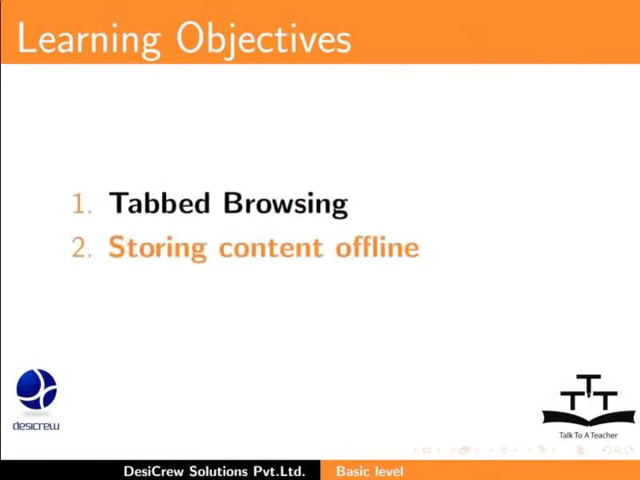 Learning Objectives
1. Tabbed Browsing
2. Storing content offline
desicrew
TTT
Talk To A Teacher
DesiCrew Solutions Pvt.Ltd. Basic level